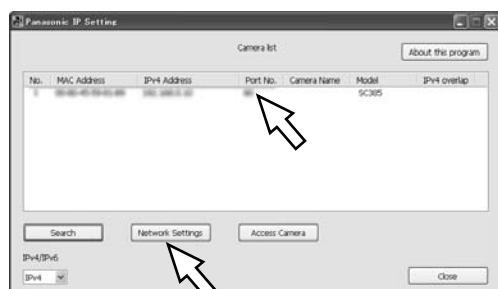 Panasonic IP Setting
Camera list
About this program
No. MAC Address IPv4 Address Port No. Camera Name Model IPv4 overlap
1 SC385
Search Network Settings Access Camera
IPv4/IPv6
IPv4
Close